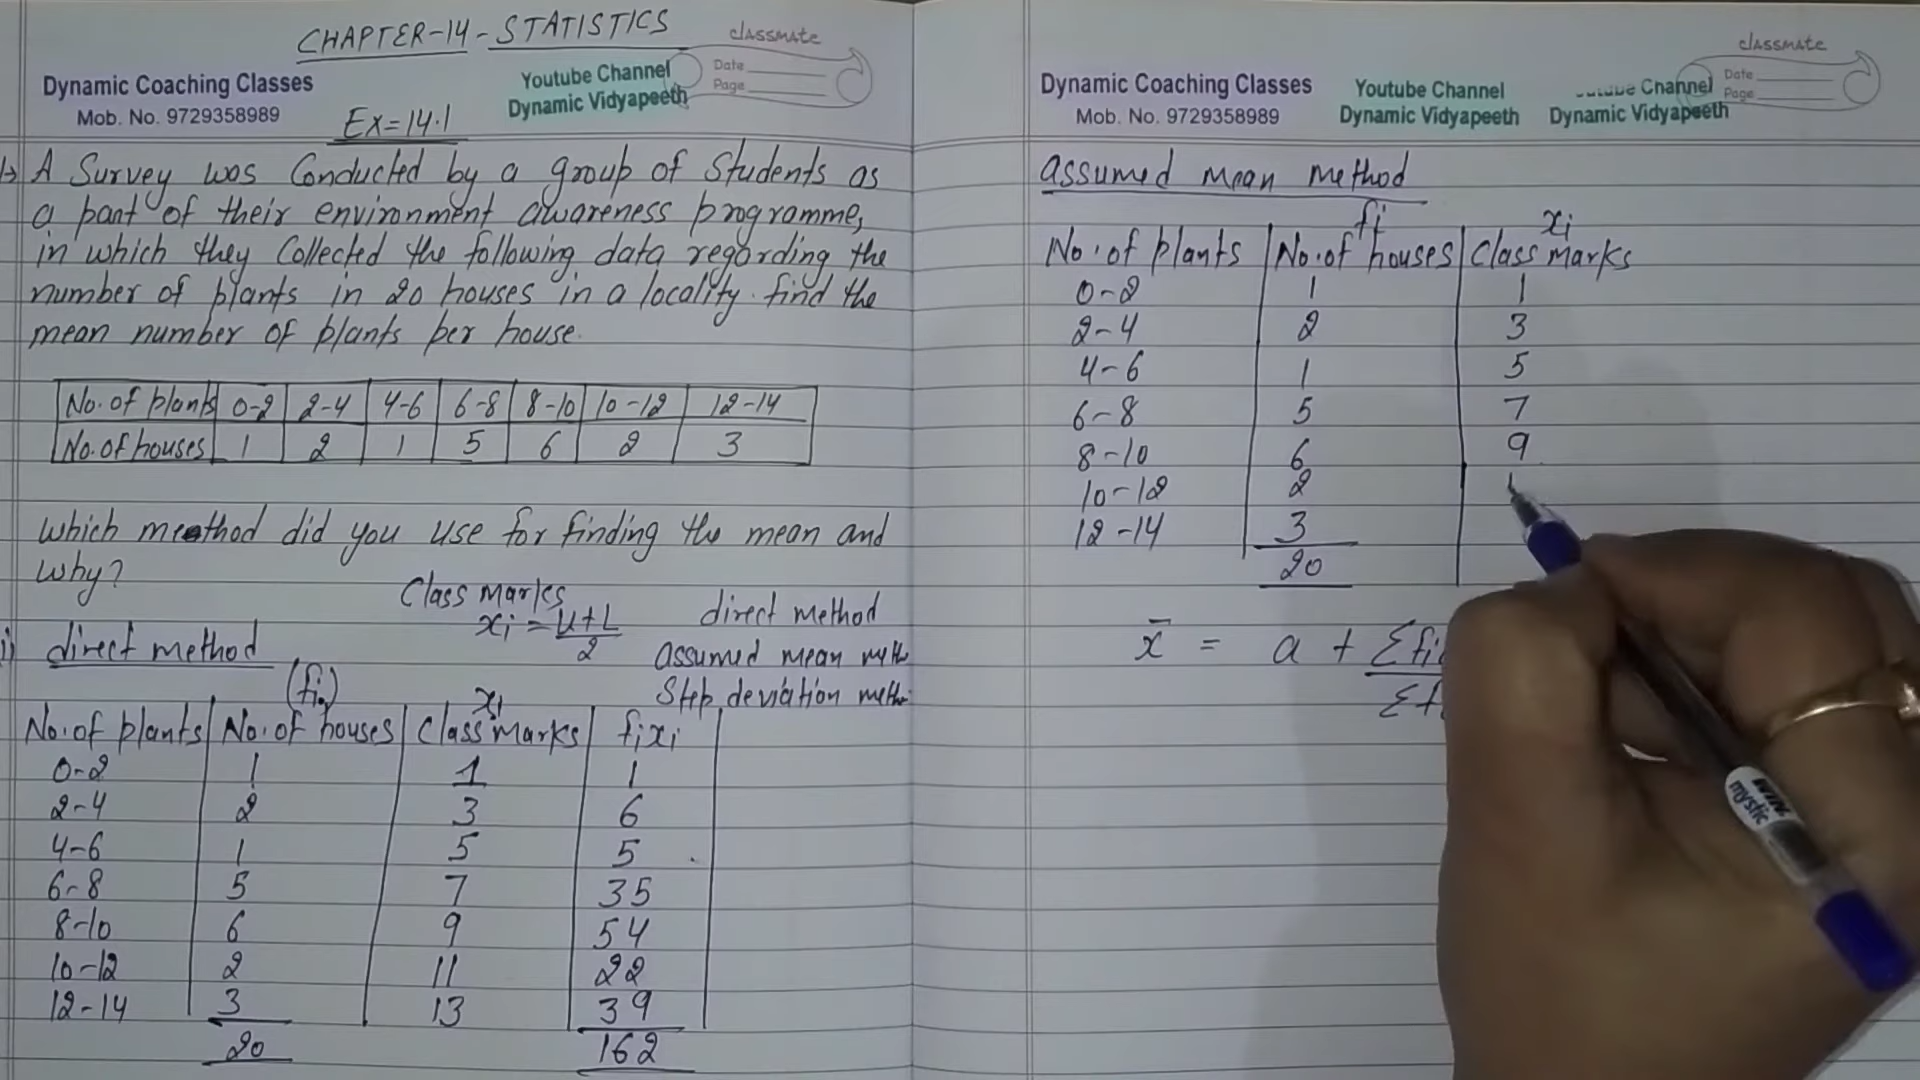 CHAPTER-14-STATISTICS
classmate
Date
Page
Dynamic Coaching Classes
Mob. No. 9729358989
Youtube Channel
Dynamic Vidyapeeth
Ex=14.1
1→ A Survey was Conducted by a group of Students as
a part of their environment awareness programme,
in which they Collected the following data regarding the
number of plants in 20 houses in a locality. find the
mean number of plants per house.
No. of plants 0-2 2-4 4-6 6-8 8-10 10-12 12-14
No. of houses 1 2 1 5 6 2 3
which method did you use for finding the mean and
why?
Class marks
xi = U+L
2
direct method
Assumed mean
Step deviation
i) direct method
(fi) xi
No. of plants No. of houses Class marks fixi
0-2 1 1 1
2-4 2 3 6
4-6 1 5 5
6-8 5 7 35
8-10 6 9 54
10-12 2 11 22
12-14 3 13 39
20 162
classmate
Date
Page
Dynamic Coaching Classes
Mob. No. 9729358989
Youtube Channel
Dynamic Vidyapeeth
Channel
Dynamic Vidyapeeth
assumed mean method
fi xi
No. of plants No. of houses Class marks
0-2 1 1
2-4 2 3
4-6 1 5
6-8 5 7
8-10 6 9
10-12 2 1
12-14 3
20
x̄ = a + Σfi
Σf
WIN
mystic